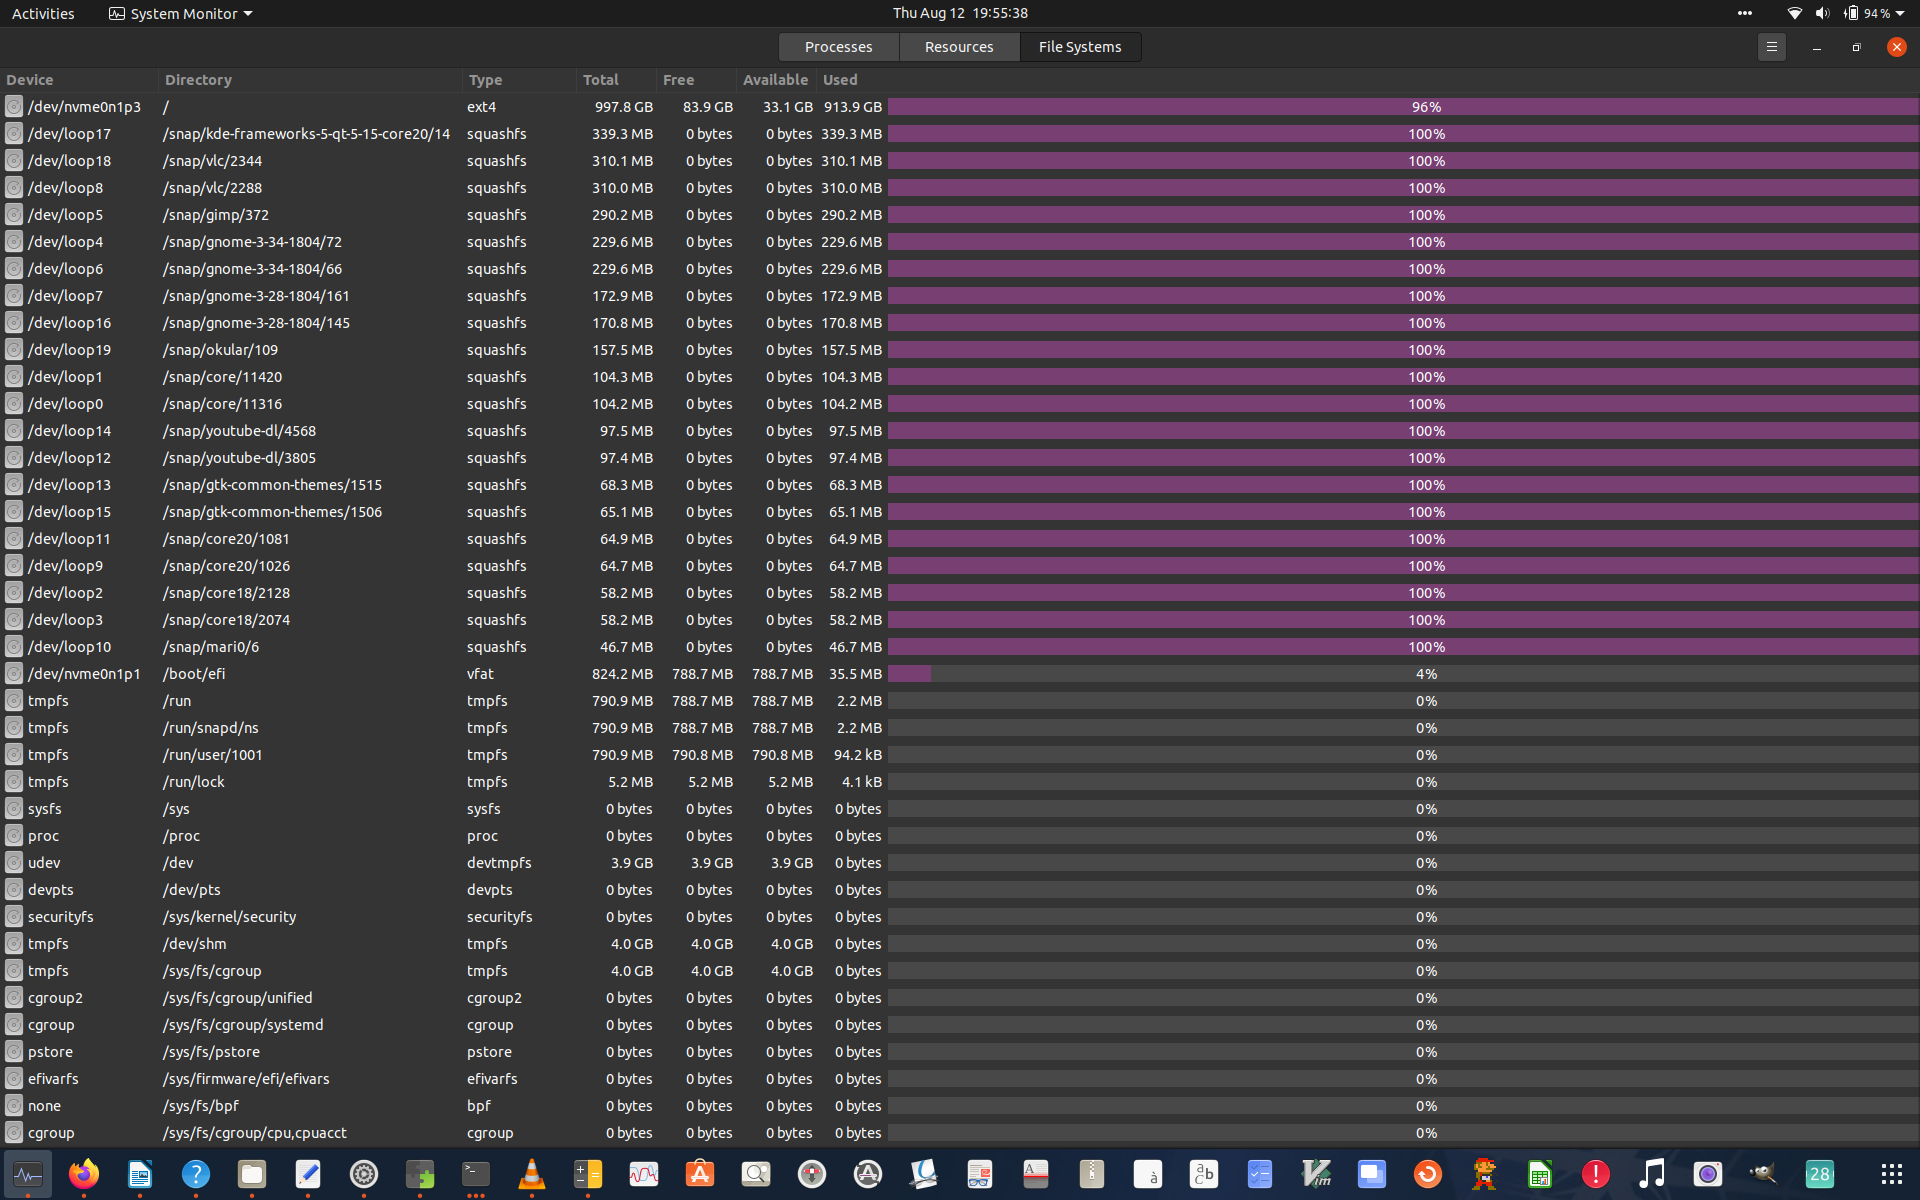 Activities System Monitor Thu Aug 12 19:55:38 94 %
Processes Resources File Systems
Device Directory Type Total Free Available Used
/dev/nvme0n1p3 / ext4 997.8 GB 83.9 GB 33.1 GB 913.9 GB 96%
/dev/loop17 /snap/kde-frameworks-5-qt-5-15-core20/14 squashfs 339.3 MB 0 bytes 0 bytes 339.3 MB 100%
/dev/loop18 /snap/vlc/2344 squashfs 310.1 MB 0 bytes 0 bytes 310.1 MB 100%
/dev/loop8 /snap/vlc/2288 squashfs 310.0 MB 0 bytes 0 bytes 310.0 MB 100%
/dev/loop5 /snap/gimp/372 squashfs 290.2 MB 0 bytes 0 bytes 290.2 MB 100%
/dev/loop4 /snap/gnome-3-34-1804/72 squashfs 229.6 MB 0 bytes 0 bytes 229.6 MB 100%
/dev/loop6 /snap/gnome-3-34-1804/66 squashfs 229.6 MB 0 bytes 0 bytes 229.6 MB 100%
/dev/loop7 /snap/gnome-3-28-1804/161 squashfs 172.9 MB 0 bytes 0 bytes 172.9 MB 100%
/dev/loop16 /snap/gnome-3-28-1804/145 squashfs 170.8 MB 0 bytes 0 bytes 170.8 MB 100%
/dev/loop19 /snap/okular/109 squashfs 157.5 MB 0 bytes 0 bytes 157.5 MB 100%
/dev/loop1 /snap/core/11420 squashfs 104.3 MB 0 bytes 0 bytes 104.3 MB 100%
/dev/loop0 /snap/core/11316 squashfs 104.2 MB 0 bytes 0 bytes 104.2 MB 100%
/dev/loop14 /snap/youtube-dl/4568 squashfs 97.5 MB 0 bytes 0 bytes 97.5 MB 100%
/dev/loop12 /snap/youtube-dl/3805 squashfs 97.4 MB 0 bytes 0 bytes 97.4 MB 100%
/dev/loop13 /snap/gtk-common-themes/1515 squashfs 68.3 MB 0 bytes 0 bytes 68.3 MB 100%
/dev/loop15 /snap/gtk-common-themes/1506 squashfs 65.1 MB 0 bytes 0 bytes 65.1 MB 100%
/dev/loop11 /snap/core20/1081 squashfs 64.9 MB 0 bytes 0 bytes 64.9 MB 100%
/dev/loop9 /snap/core20/1026 squashfs 64.7 MB 0 bytes 0 bytes 64.7 MB 100%
/dev/loop2 /snap/core18/2128 squashfs 58.2 MB 0 bytes 0 bytes 58.2 MB 100%
/dev/loop3 /snap/core18/2074 squashfs 58.2 MB 0 bytes 0 bytes 58.2 MB 100%
/dev/loop10 /snap/mari0/6 squashfs 46.7 MB 0 bytes 0 bytes 46.7 MB 100%
/dev/nvme0n1p1 /boot/efi vfat 824.2 MB 788.7 MB 788.7 MB 35.5 MB 4%
tmpfs /run tmpfs 790.9 MB 788.7 MB 788.7 MB 2.2 MB 0%
tmpfs /run/snapd/ns tmpfs 790.9 MB 788.7 MB 788.7 MB 2.2 MB 0%
tmpfs /run/user/1001 tmpfs 790.9 MB 790.8 MB 790.8 MB 94.2 kB 0%
tmpfs /run/lock tmpfs 5.2 MB 5.2 MB 5.2 MB 4.1 kB 0%
sysfs /sys sysfs 0 bytes 0 bytes 0 bytes 0 bytes 0%
proc /proc proc 0 bytes 0 bytes 0 bytes 0 bytes 0%
udev /dev devtmpfs 3.9 GB 3.9 GB 3.9 GB 0 bytes 0%
devpts /dev/pts devpts 0 bytes 0 bytes 0 bytes 0 bytes 0%
securityfs /sys/kernel/security securityfs 0 bytes 0 bytes 0 bytes 0 bytes 0%
tmpfs /dev/shm tmpfs 4.0 GB 4.0 GB 4.0 GB 0 bytes 0%
tmpfs /sys/fs/cgroup tmpfs 4.0 GB 4.0 GB 4.0 GB 0 bytes 0%
cgroup2 /sys/fs/cgroup/unified cgroup2 0 bytes 0 bytes 0 bytes 0 bytes 0%
cgroup /sys/fs/cgroup/systemd cgroup 0 bytes 0 bytes 0 bytes 0 bytes 0%
pstore /sys/fs/pstore pstore 0 bytes 0 bytes 0 bytes 0 bytes 0%
efivarfs /sys/firmware/efi/efivars efivarfs 0 bytes 0 bytes 0 bytes 0 bytes 0%
none /sys/fs/bpf bpf 0 bytes 0 bytes 0 bytes 0 bytes 0%
cgroup /sys/fs/cgroup/cpu,cpuacct cgroup 0 bytes 0 bytes 0 bytes 0 bytes 0%
? A à a b c Vim ! 28